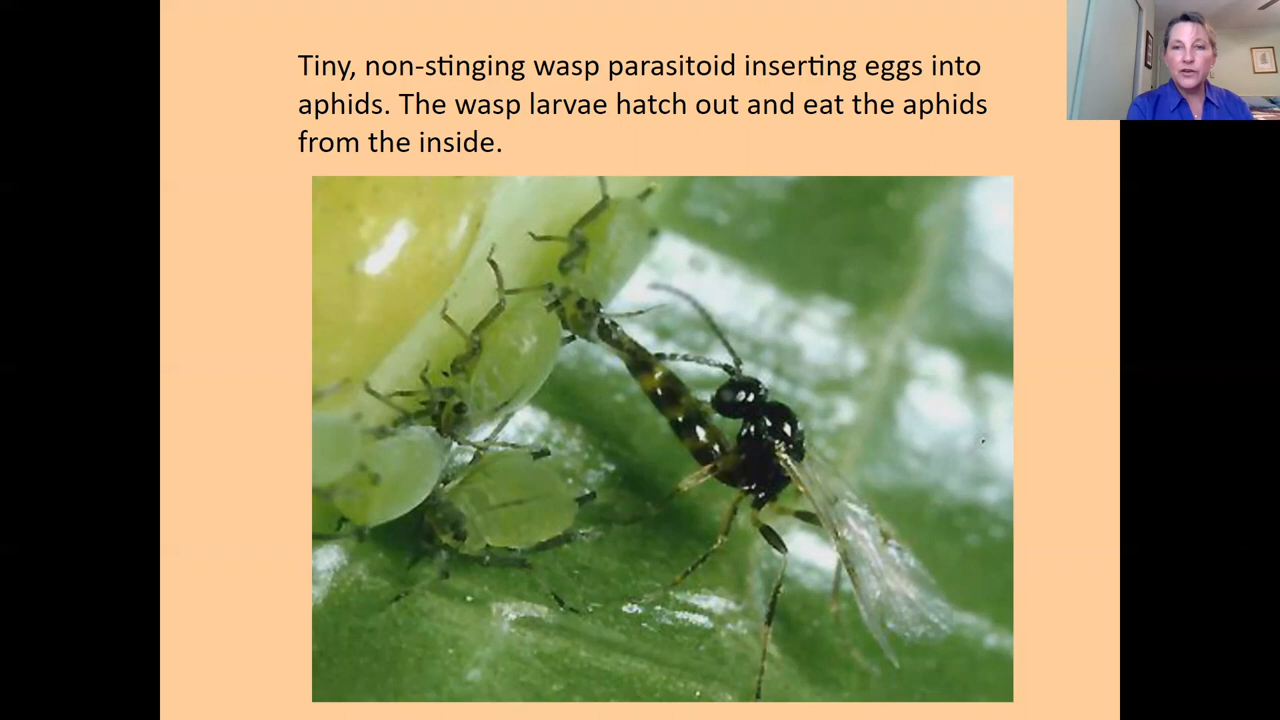 Tiny, non-stinging wasp parasitoid inserting eggs into
aphids. The wasp larvae hatch out and eat the aphids
from the inside.